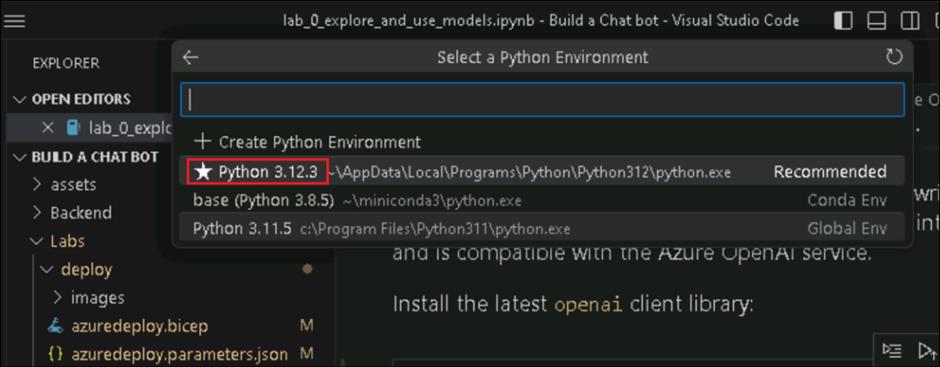 lab_0_explore_and_use_models.ipynb - Build a Chat bot - Visual Studio Code
EXPLORER
OPEN EDITORS
lab_0_explo
BUILD A CHAT BOT
assets
Backend
Labs
deploy
images
azuredeploy.bicep M
azuredeploy.parameters.json M
Select a Python Environment
+ Create Python Environment
★ Python 3.12.3 ~\AppData\Local\Programs\Python\Python312\python.exe Recommended
base (Python 3.8.5) ~\miniconda3\python.exe Conda Env
Python 3.11.5 c:\Program Files\Python311\python.exe Global Env
and is compatible with the Azure OpenAI service.
Install the latest openai client library: